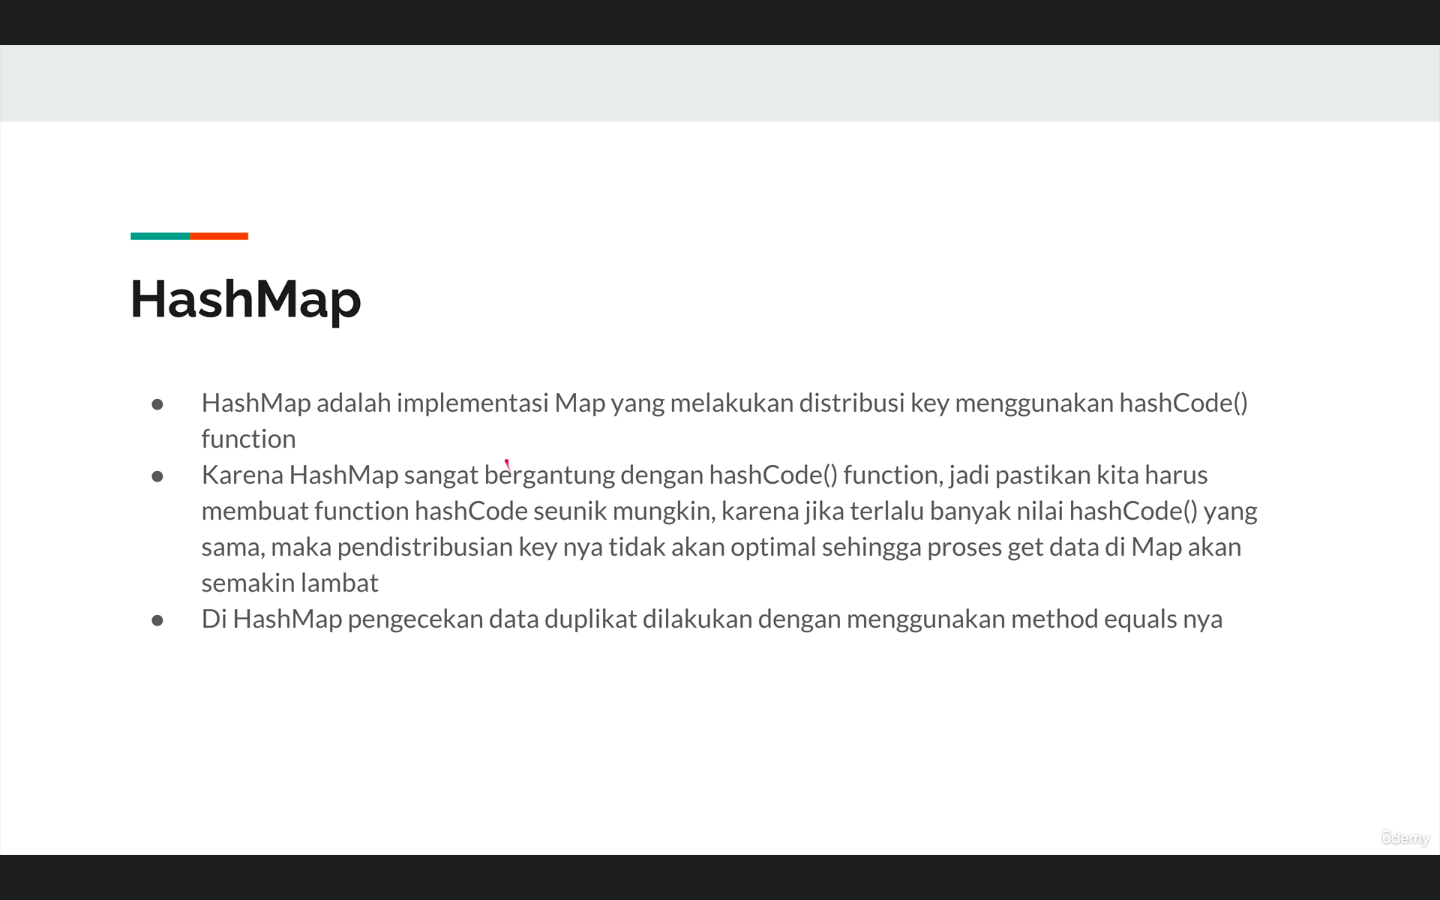 HashMap
● HashMap adalah implementasi Map yang melakukan distribusi key menggunakan hashCode()
function
● Karena HashMap sangat bergantung dengan hashCode() function, jadi pastikan kita harus
membuat function hashCode seunik mungkin, karena jika terlalu banyak nilai hashCode() yang
sama, maka pendistribusian key nya tidak akan optimal sehingga proses get data di Map akan
semakin lambat
● Di HashMap pengecekan data duplikat dilakukan dengan menggunakan method equals nya
ûdemy